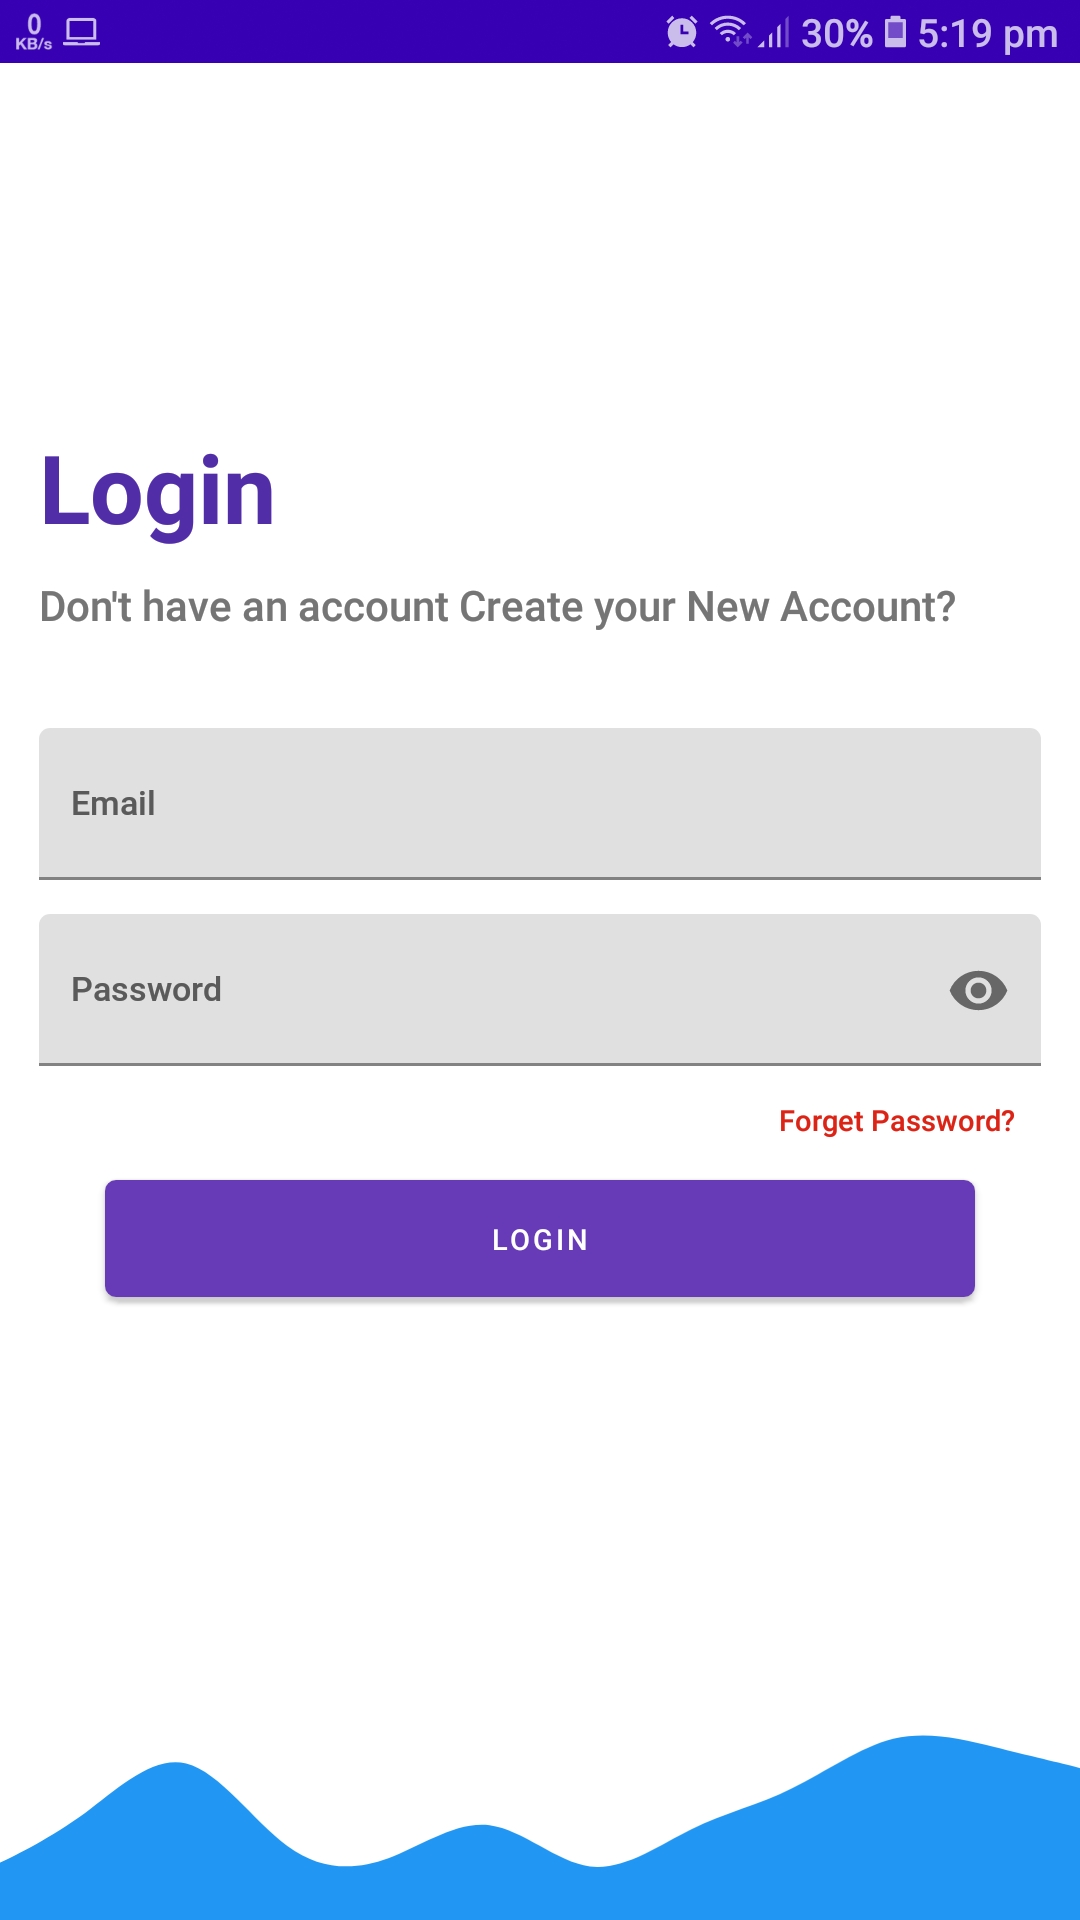 0
KB/s
30% 5:19 pm
Login
Don't have an account Create your New Account?
Email
Password
Forget Password?
LOGIN